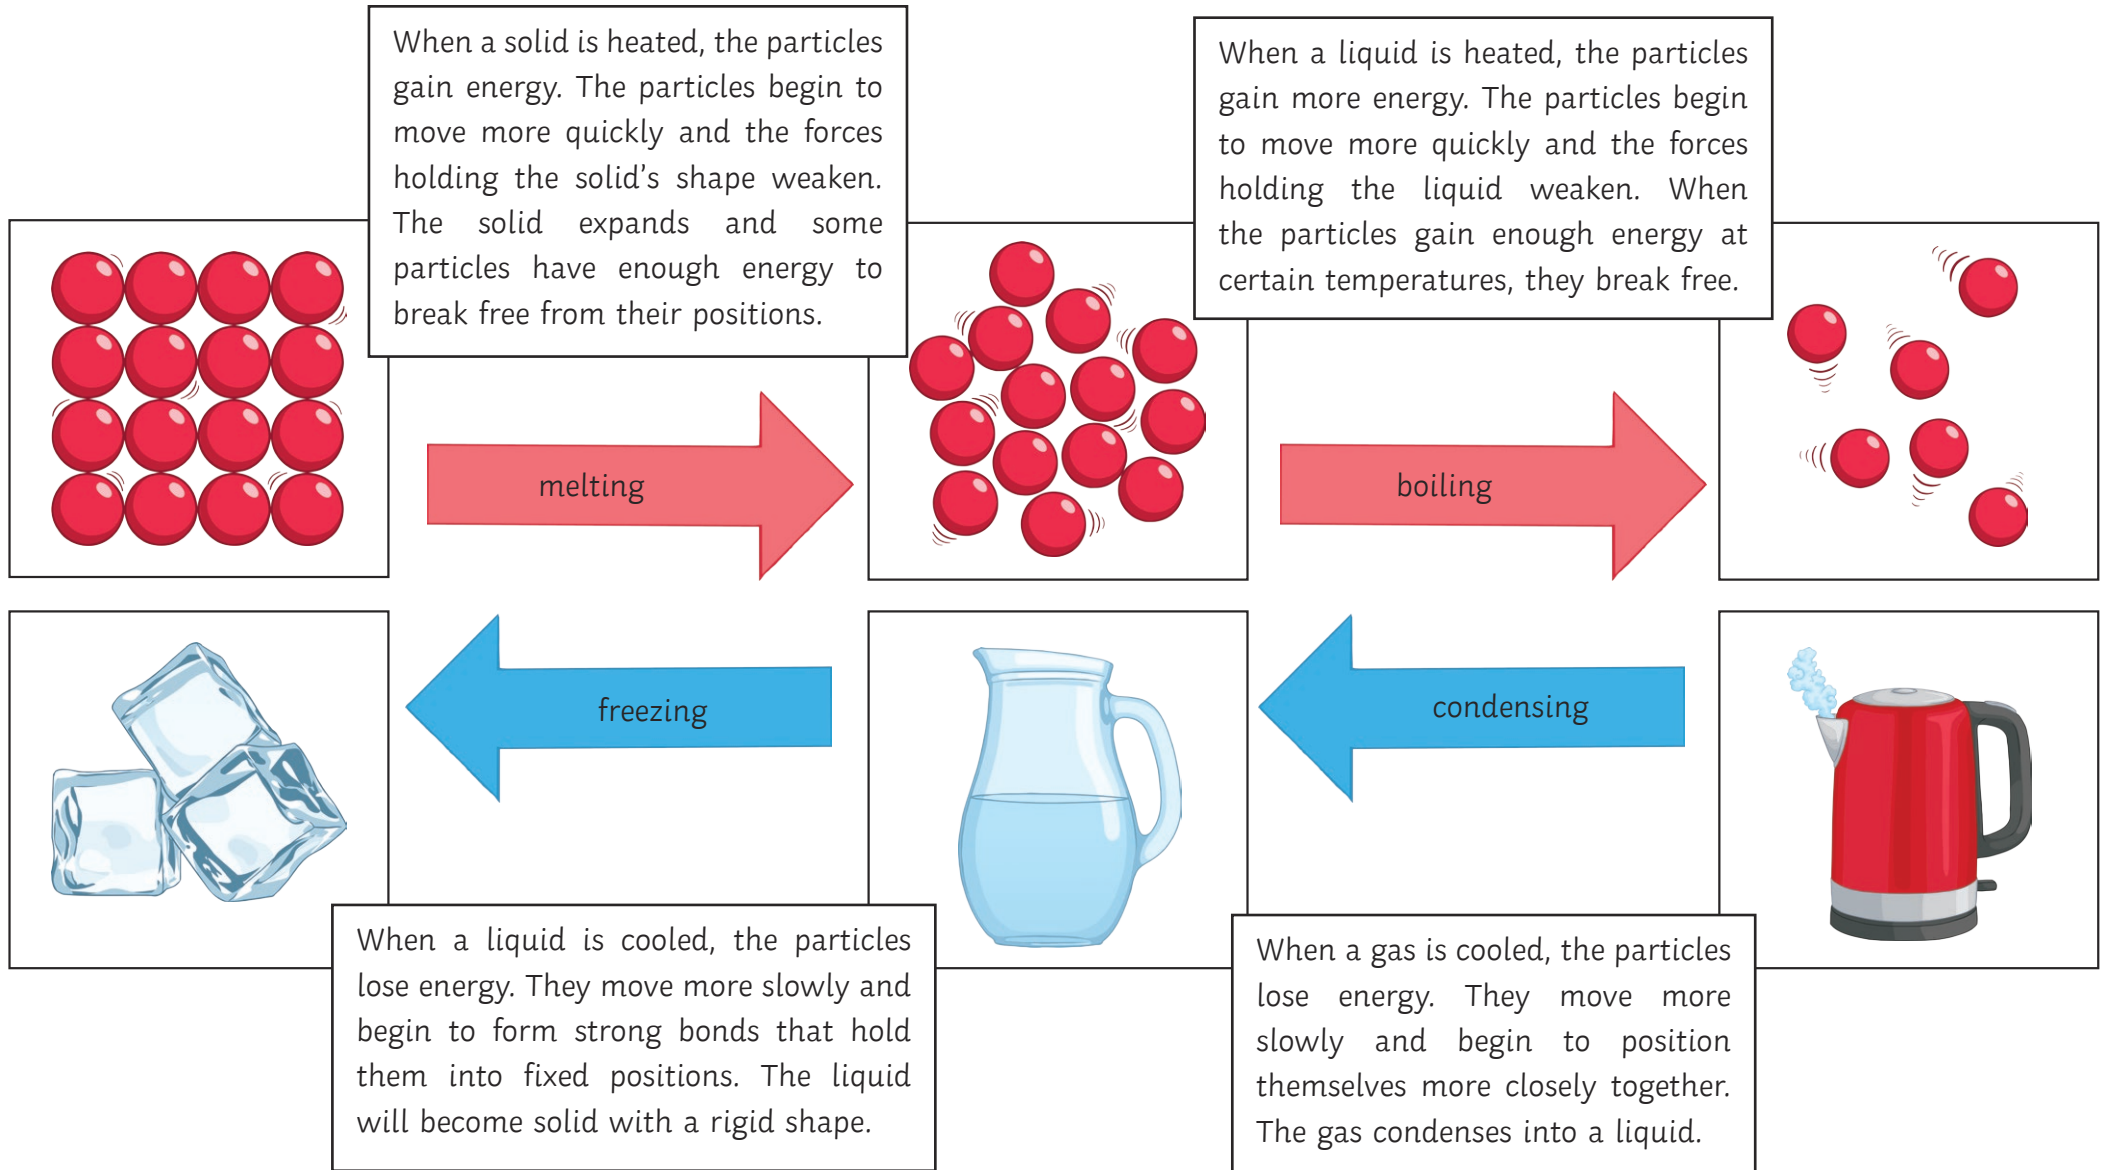 When a solid is heated, the particles
gain energy. The particles begin to
move more quickly and the forces
holding the solid's shape weaken.
The solid expands and some
particles have enough energy to
break free from their positions.
When a liquid is heated, the particles
gain more energy. The particles begin
to move more quickly and the forces
holding the liquid weaken. When
the particles gain enough energy at
certain temperatures, they break free.
melting
boiling
freezing
condensing
When a liquid is cooled, the particles
lose energy. They move more slowly and
begin to form strong bonds that hold
them into fixed positions. The liquid
will become solid with a rigid shape.
When a gas is cooled, the particles
lose energy. They move more
slowly and begin to position
themselves more closely together.
The gas condenses into a liquid.